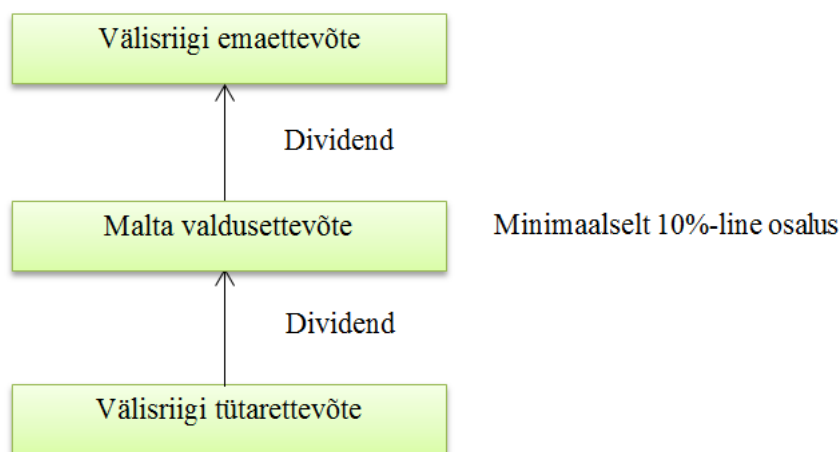 Välisriigi emaettevõte
Dividend
Malta valdusettevõte
Minimaalselt 10%-line osalus
Dividend
Välisriigi tütarettevõte